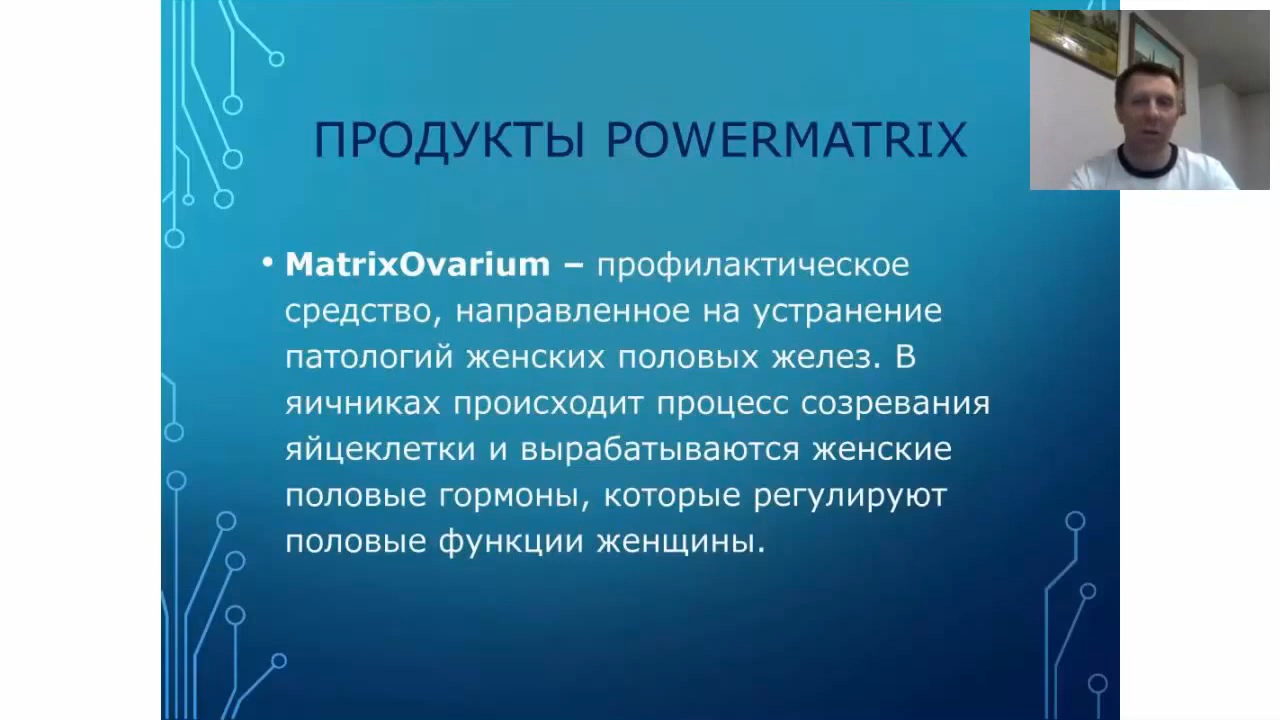 ПРОДУКТЫ POWERMATRIX
• MatrixOvarium – профилактическое
средство, направленное на устранение
патологий женских половых желез. В
яичниках происходит процесс созревания
яйцеклетки и вырабатываются женские
половые гормоны, которые регулируют
половые функции женщины.